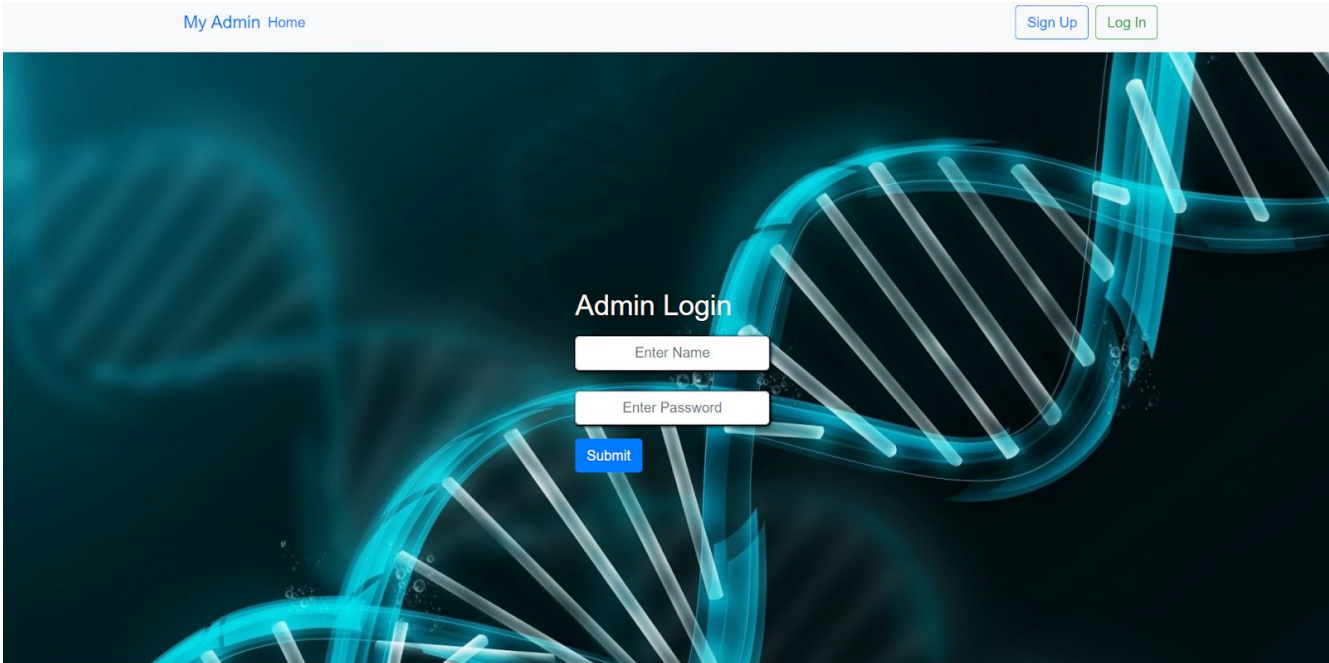 My Admin Home Sign Up Log In
Admin Login
Enter Name
Enter Password
Submit